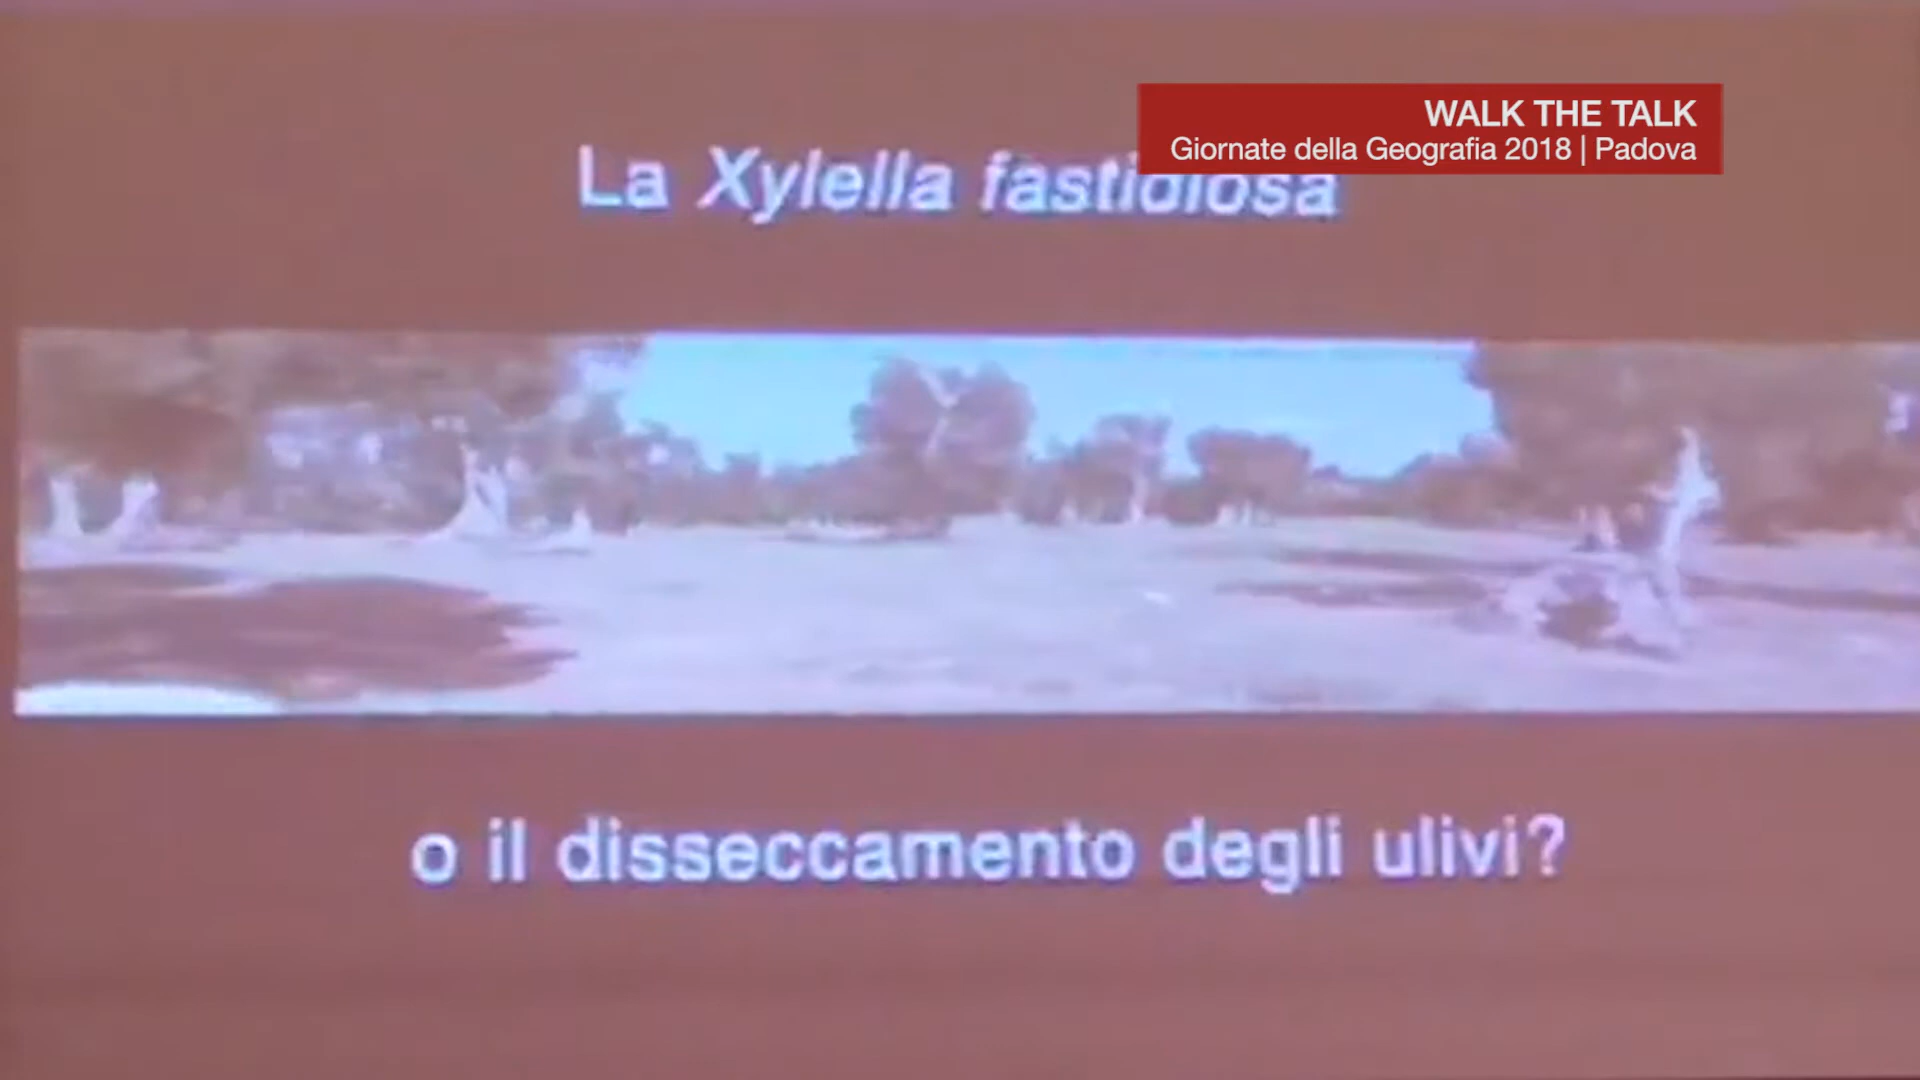 WALK THE TALK
Giornate della Geografia 2018 | Padova
La Xylella fastidiosa
o il disseccamento degli ulivi?